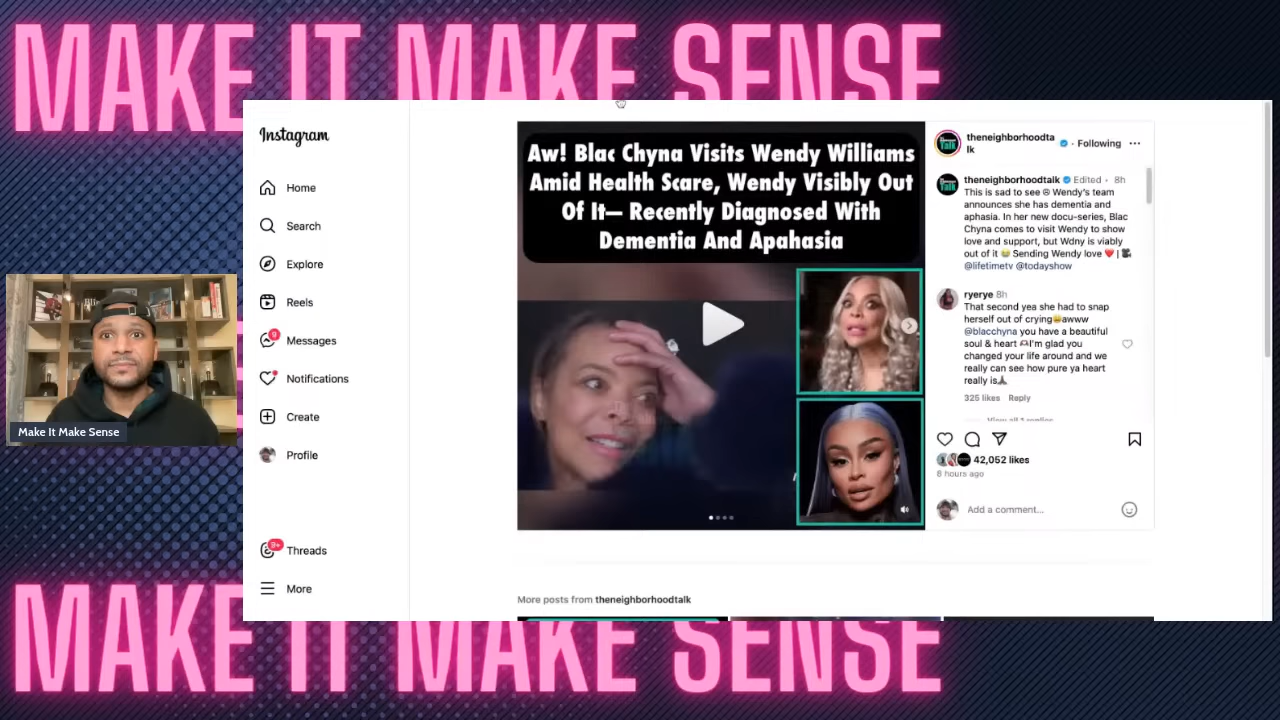 MAKE IT MAKE SENSE
Instagram
Home
Search
Explore
Reels
9
Messages
Notifications
Create
Profile
9+
Threads
More
Make It Make Sense
Aw! Blac Chyna Visits Wendy Williams
Amid Health Scare, Wendy Visibly Out
Of It— Recently Diagnosed With
Dementia And Apahasia
theneighborhoodta
lk
· Following
theneighborhoodtalk Edited · 8h
This is sad to see ☹ Wendy's team
announces she has dementia and
aphasia. In her new docu-series, Blac
Chyna comes to visit Wendy to show
love and support, but Wdny is viably
out of it 😂 Sending Wendy love ❤️ | 🎥
@lifetimetv @todayshow
ryerye 8h
That second yea she had to snap
herself out of crying😩awww
@blacchyna you have a beautiful
soul & heart 🫶I'm glad you
changed your life around and we
really can see how pure ya heart
really is🙏
325 likes Reply
42,052 likes
8 hours ago
Add a comment...
More posts from theneighborhoodtalk
MAKE IT MAKE SENSE